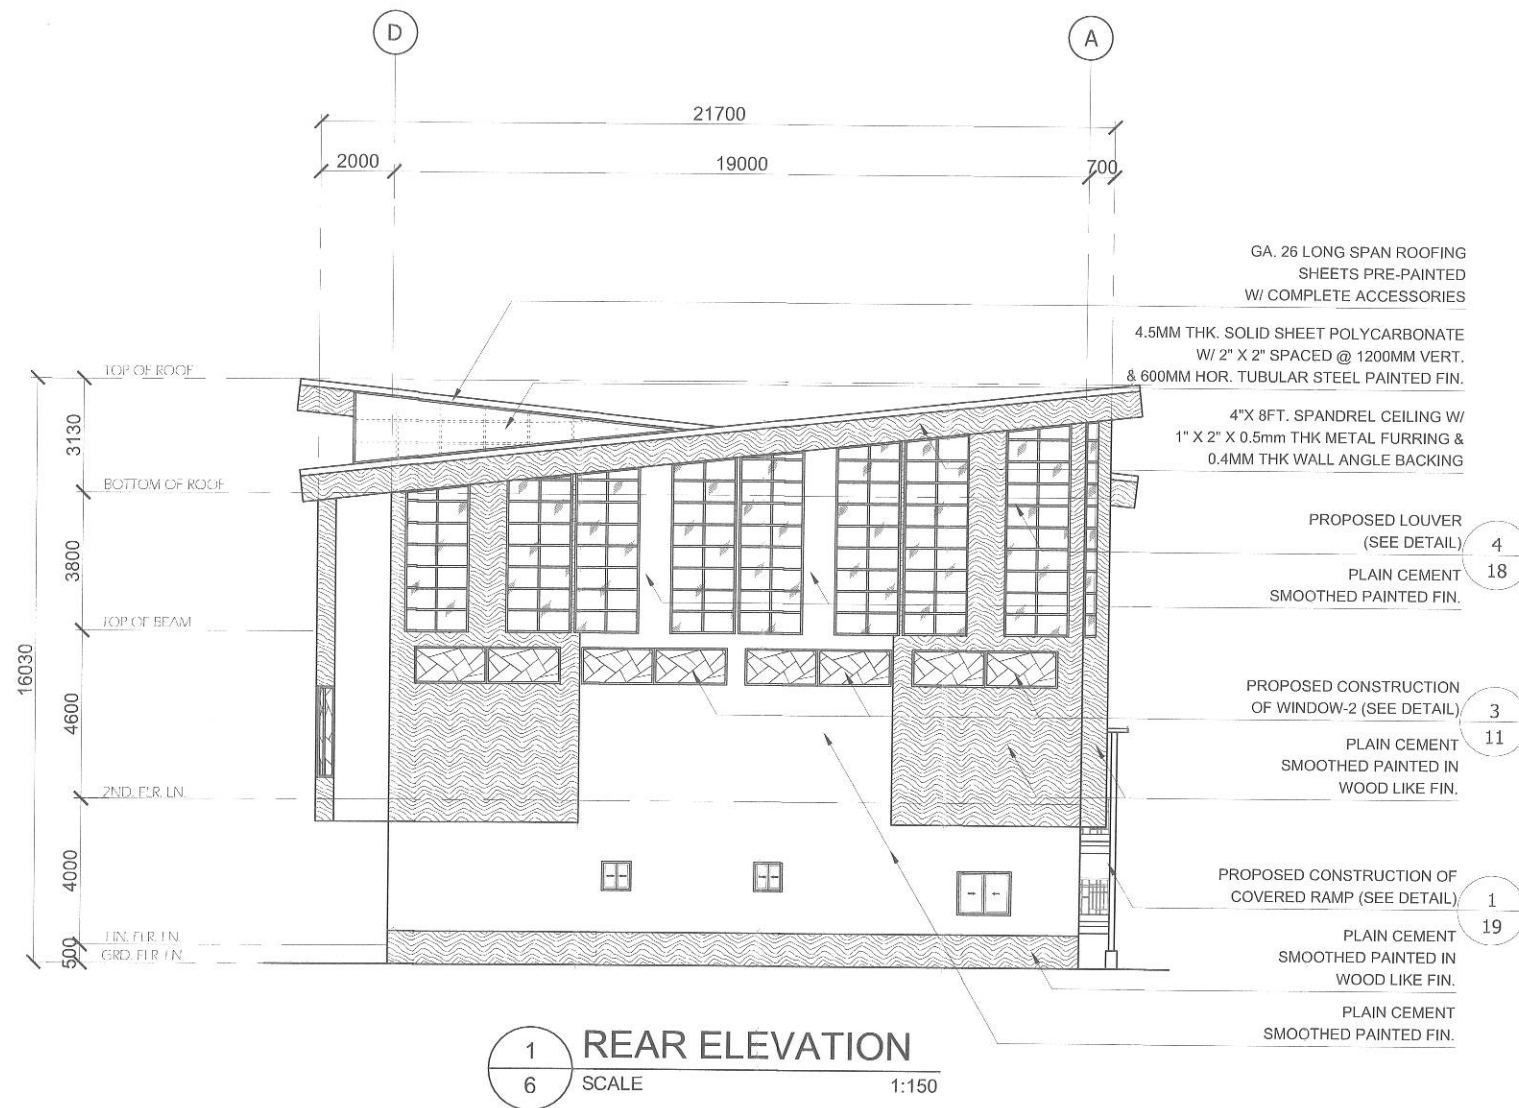 D
A
21700
2000
19000
700
GA. 26 LONG SPAN ROOFING
SHEETS PRE-PAINTED
W/ COMPLETE ACCESSORIES
4.5MM THK. SOLID SHEET POLYCARBONATE
W/ 2" X 2" SPACED @ 1200MM VERT.
& 600MM HOR. TUBULAR STEEL PAINTED FIN.
4"X 8FT. SPANDREL CEILING W/
1" X 2" X 0.5mm THK METAL FURRING &
0.4MM THK WALL ANGLE BACKING
PROPOSED LOUVER
(SEE DETAIL)
4
18
PLAIN CEMENT
SMOOTHED PAINTED FIN.
PROPOSED CONSTRUCTION
OF WINDOW-2 (SEE DETAIL)
3
11
PLAIN CEMENT
SMOOTHED PAINTED IN
WOOD LIKE FIN.
PROPOSED CONSTRUCTION OF
COVERED RAMP (SEE DETAIL)
1
19
PLAIN CEMENT
SMOOTHED PAINTED IN
WOOD LIKE FIN.
PLAIN CEMENT
SMOOTHED PAINTED FIN.
TOP OF ROOF
3130
BOTTOM OF ROOF
3800
TOP OF BEAM
16030
4600
2ND. FLR. LN.
4000
FIN. FLR. LN.
500
GRD. FLR. LN.
1
6
REAR ELEVATION
SCALE
1:150